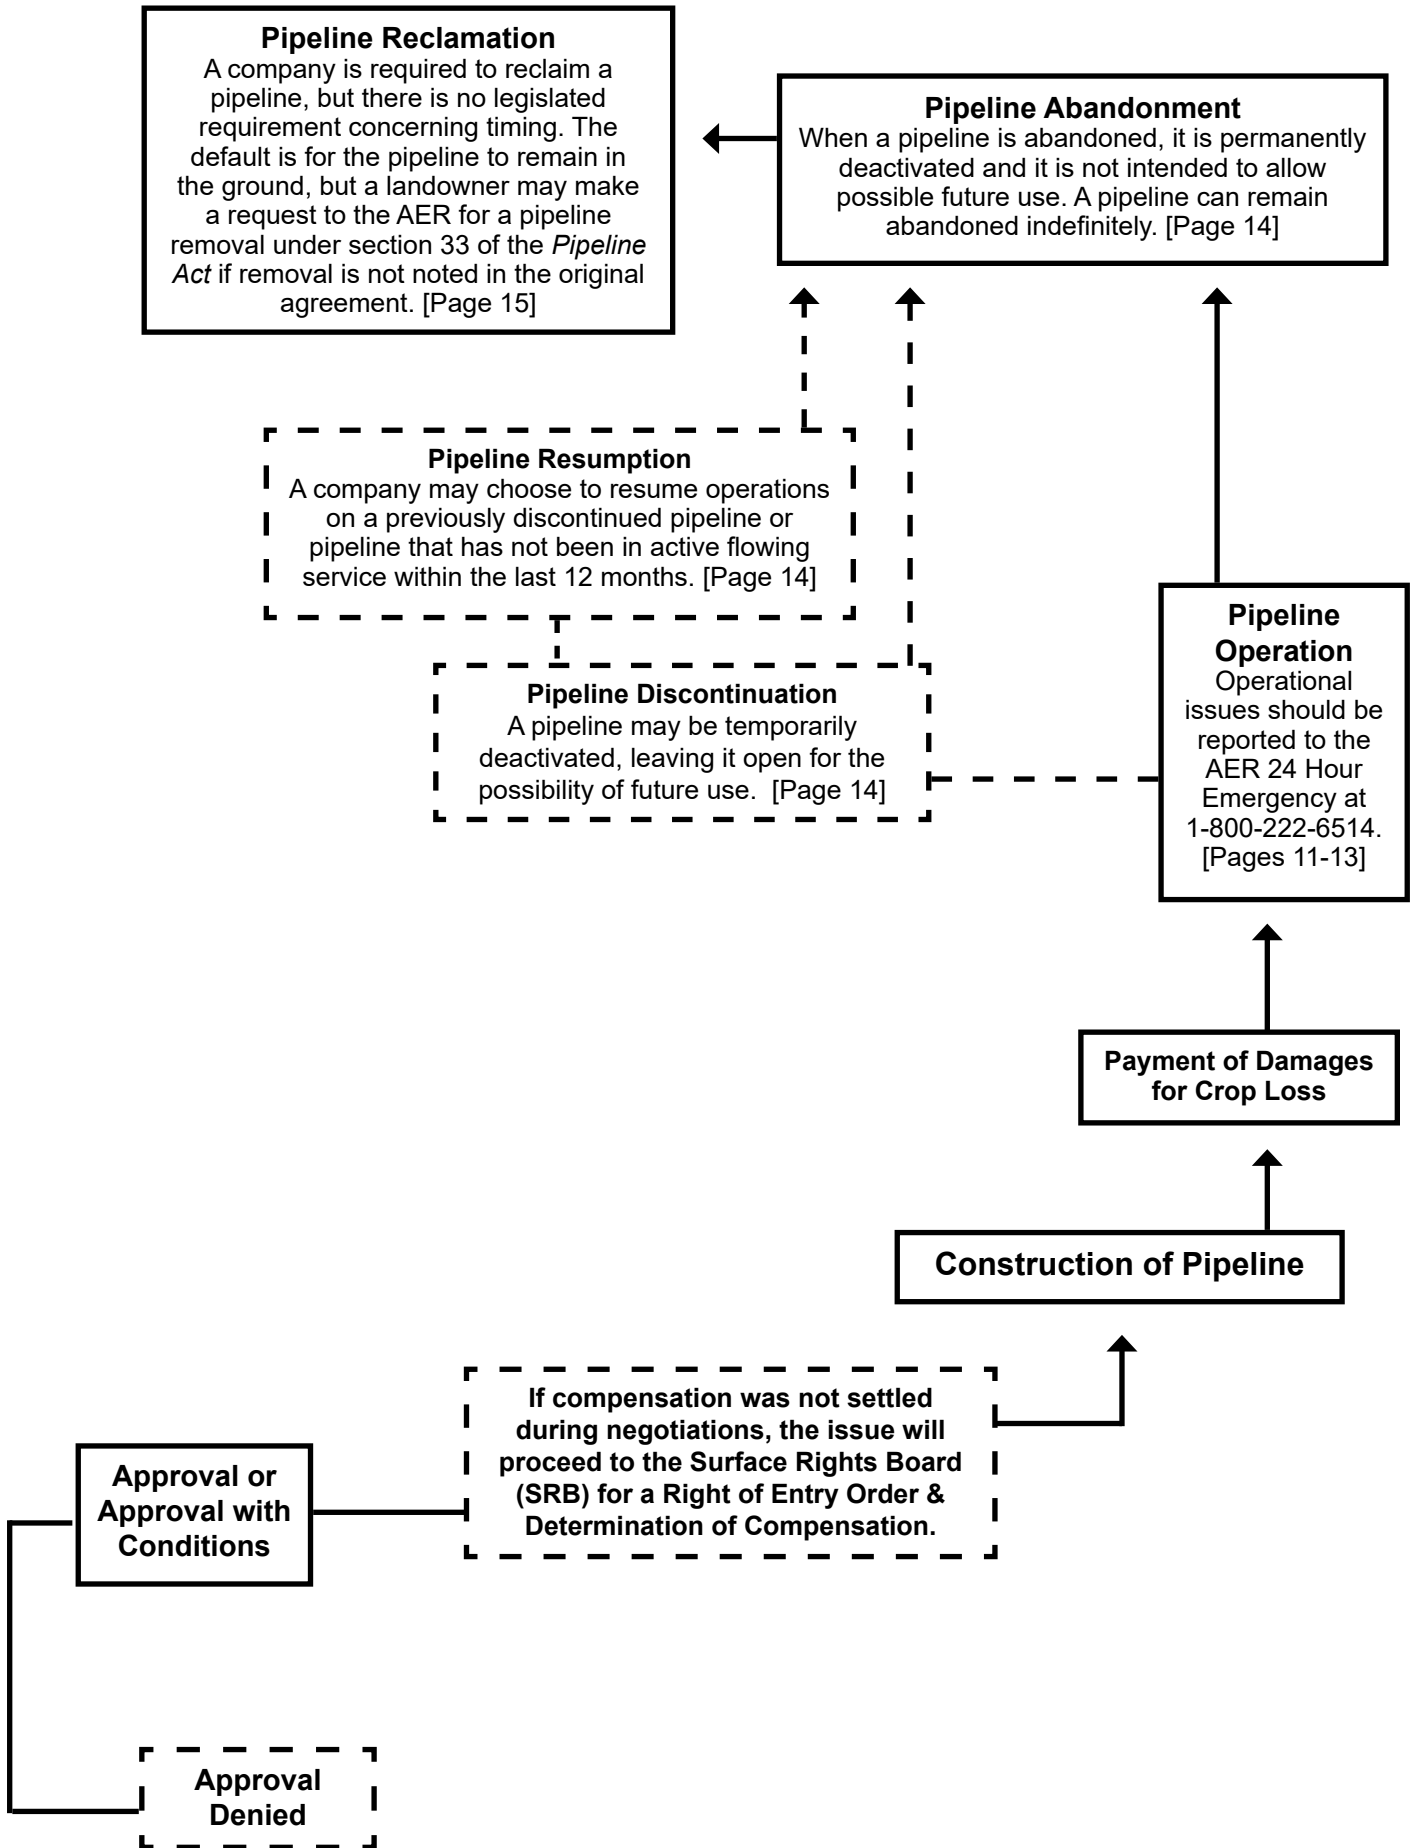 Pipeline Reclamation
A company is required to reclaim a
pipeline, but there is no legislated
requirement concerning timing. The
default is for the pipeline to remain in
the ground, but a landowner may make
a request to the AER for a pipeline
removal under section 33 of the Pipeline
Act if removal is not noted in the original
agreement. [Page 15]
Pipeline Abandonment
When a pipeline is abandoned, it is permanently
deactivated and it is not intended to allow
possible future use. A pipeline can remain
abandoned indefinitely. [Page 14]
Pipeline Resumption
A company may choose to resume operations
on a previously discontinued pipeline or
pipeline that has not been in active flowing
service within the last 12 months. [Page 14]
Pipeline Discontinuation
A pipeline may be temporarily
deactivated, leaving it open for the
possibility of future use.  [Page 14]
Pipeline
Operation
Operational
issues should be
reported to the
AER 24 Hour
Emergency at
1-800-222-6514.
[Pages 11-13]
Payment of Damages
for Crop Loss
Construction of Pipeline
If compensation was not settled
during negotiations, the issue will
proceed to the Surface Rights Board
(SRB) for a Right of Entry Order &
Determination of Compensation.
Approval or
Approval with
Conditions
Approval
Denied